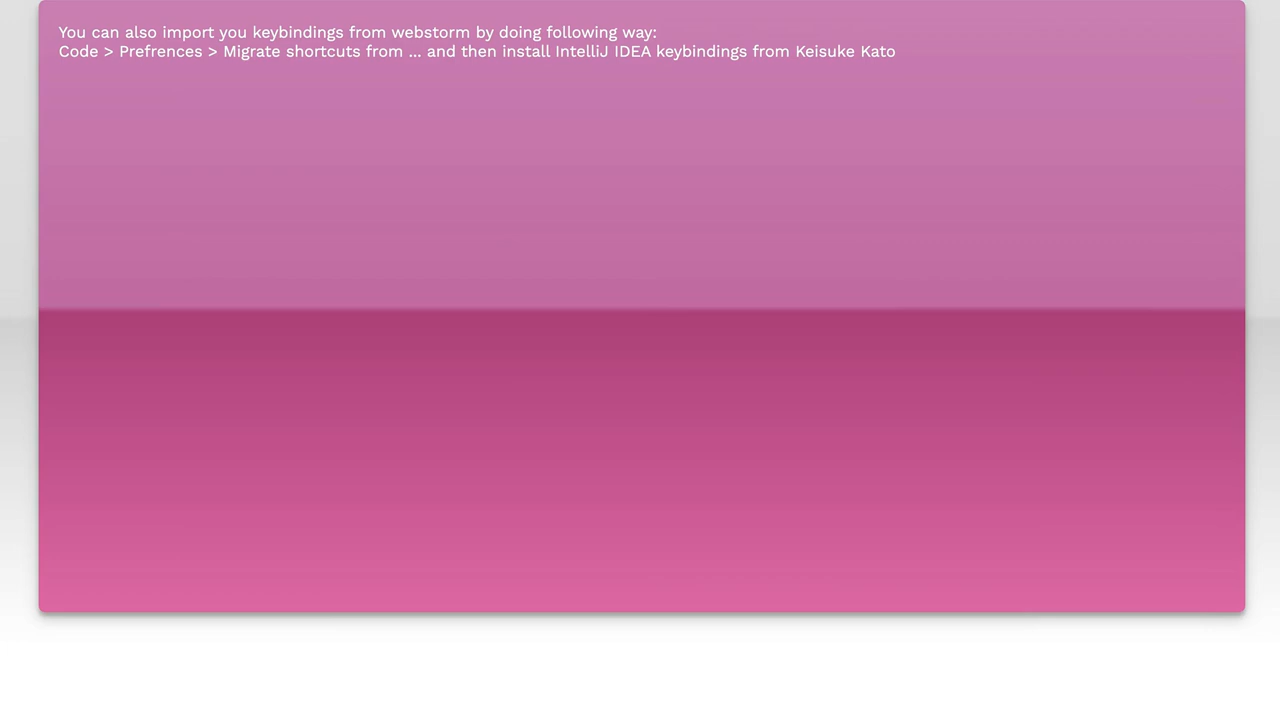 You can also import you keybindings from webstorm by doing following way:
Code > Prefrences > Migrate shortcuts from ... and then install IntelliJ IDEA keybindings from Keisuke Kato